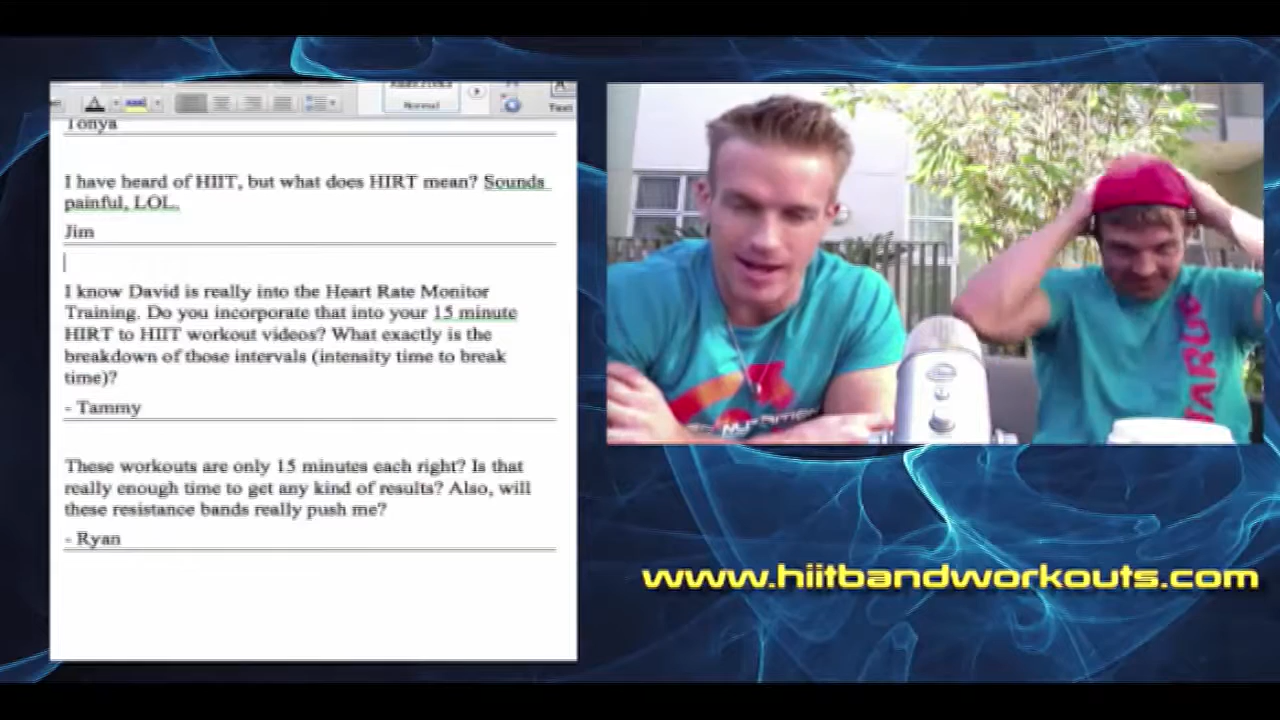 Normal
Text
Tonya
I have heard of HIIT, but what does HIRT mean? Sounds
painful, LOL.
Jim
I know David is really into the Heart Rate Monitor
Training. Do you incorporate that into your 15 minute
HIRT to HIIT workout videos? What exactly is the
breakdown of those intervals (intensity time to break
time)?
- Tammy
These workouts are only 15 minutes each right? Is that
really enough time to get any kind of results? Also, will
these resistance bands really push me?
- Ryan
NUTRITION
www.hiitbandworkouts.com